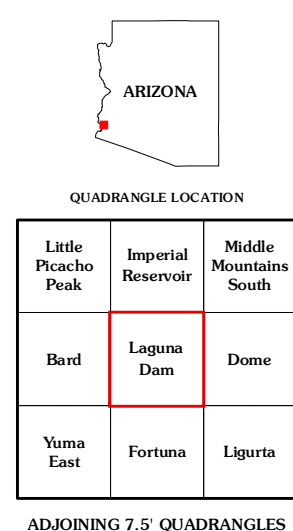 ARIZONA
QUADRANGLE LOCATION
Little
Picacho
Peak
Imperial
Reservoir
Middle
Mountains
South
Bard
Laguna
Dam
Dome
Yuma
East
Fortuna
Ligurta
ADJOINING 7.5' QUADRANGLES